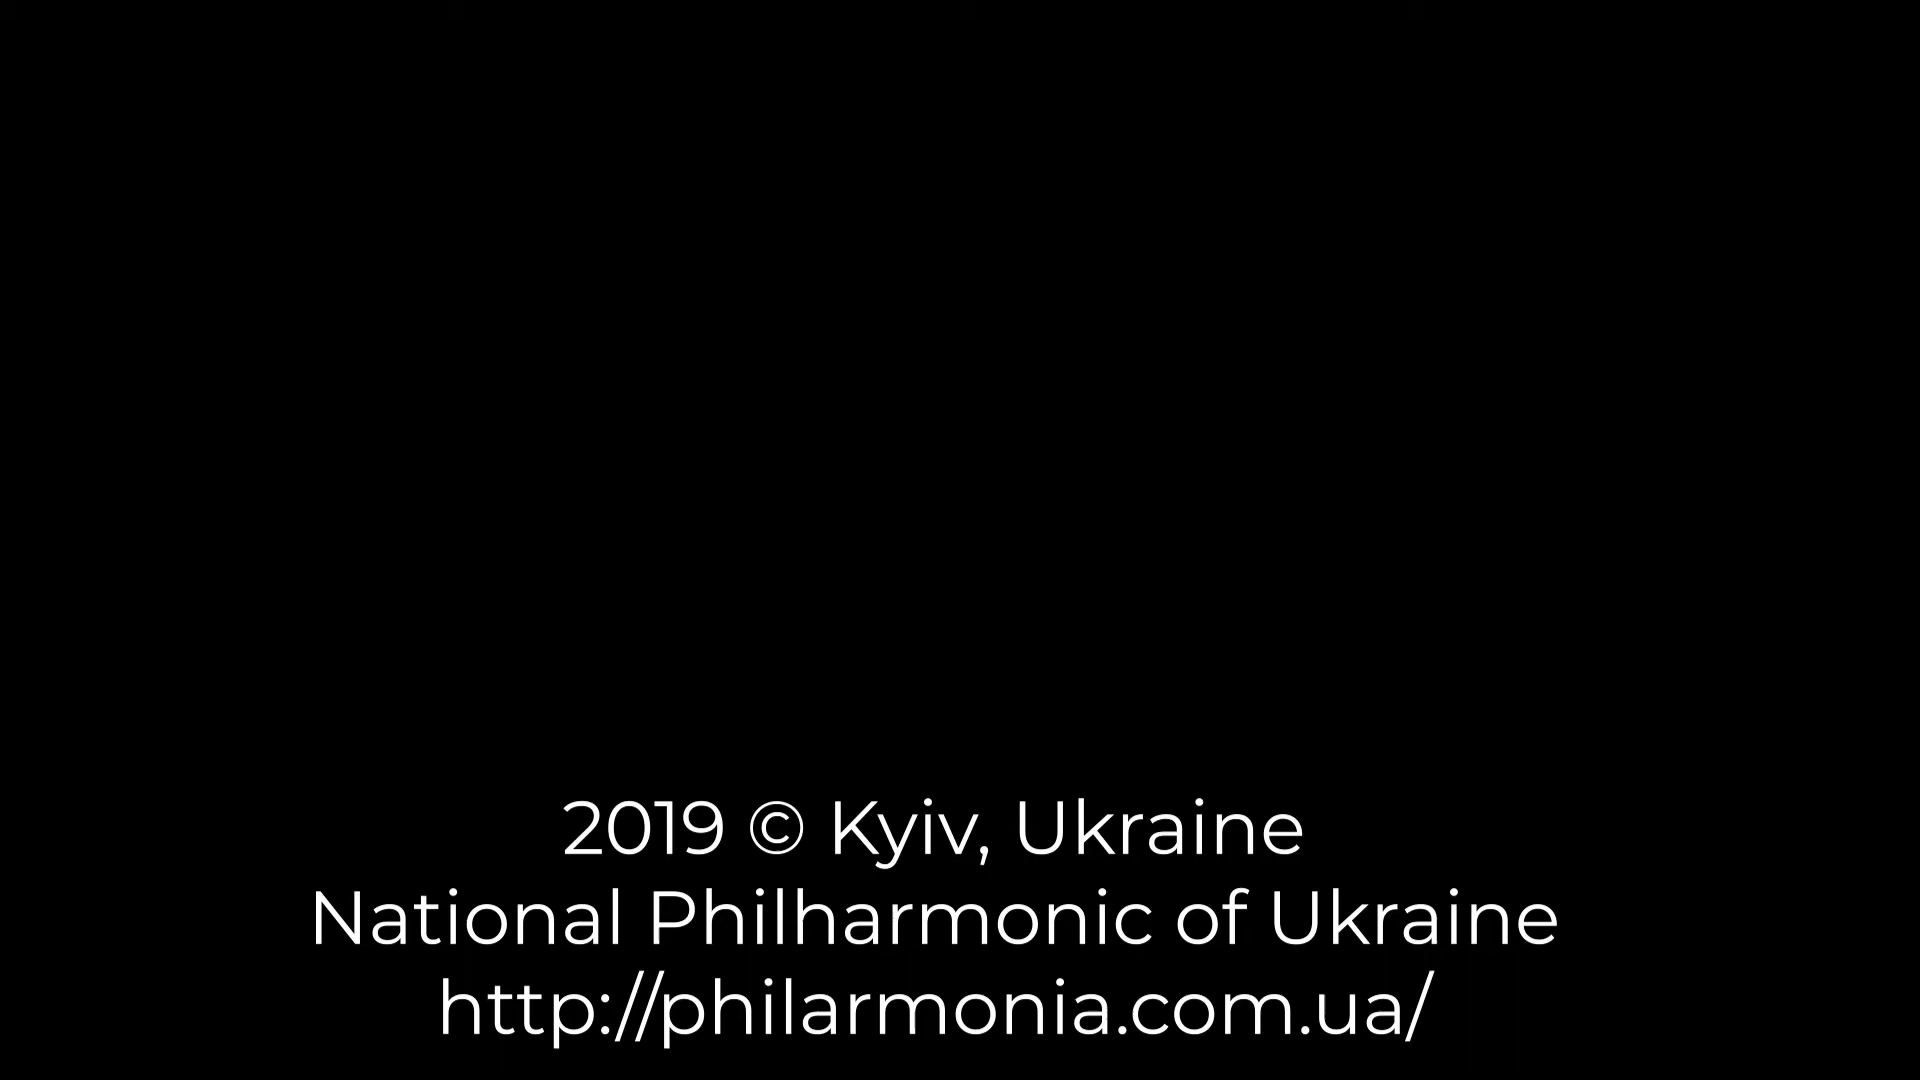 2019 © Kyiv, Ukraine
National Philharmonic of Ukraine
http://philarmonia.com.ua/